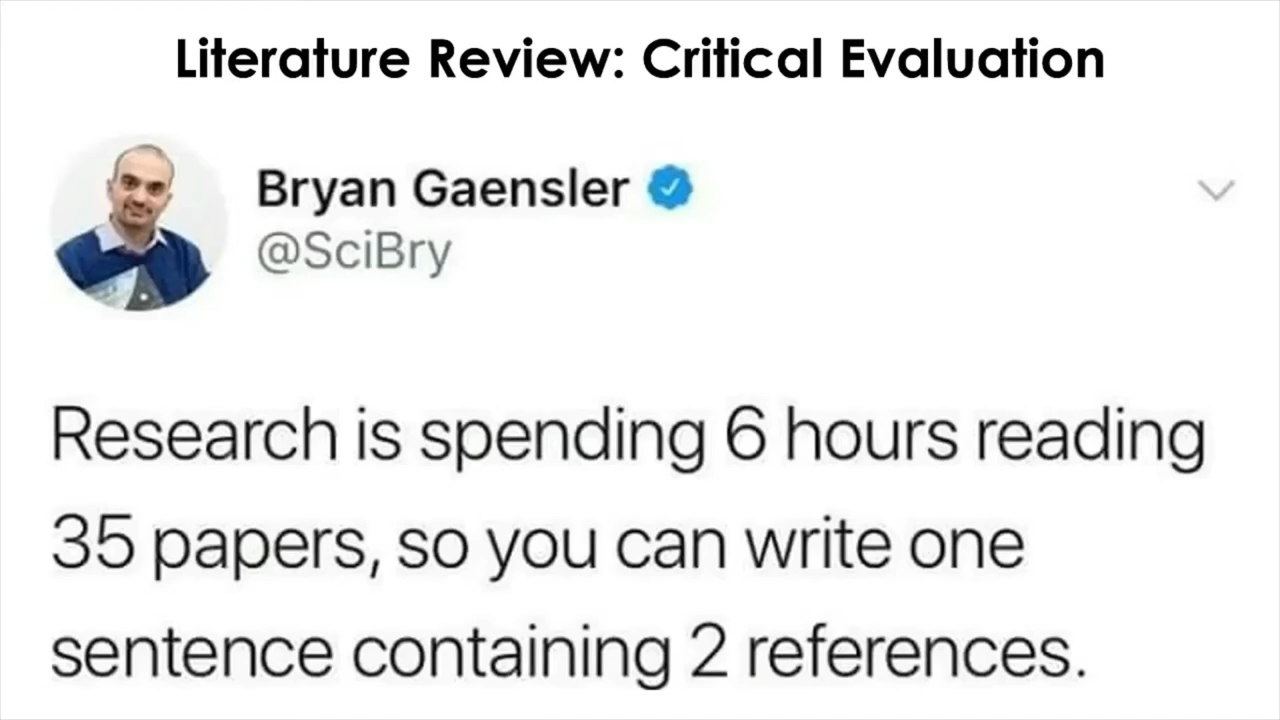 Literature Review: Critical Evaluation
Bryan Gaensler
@SciBry
Research is spending 6 hours reading
35 papers, so you can write one
sentence containing 2 references.